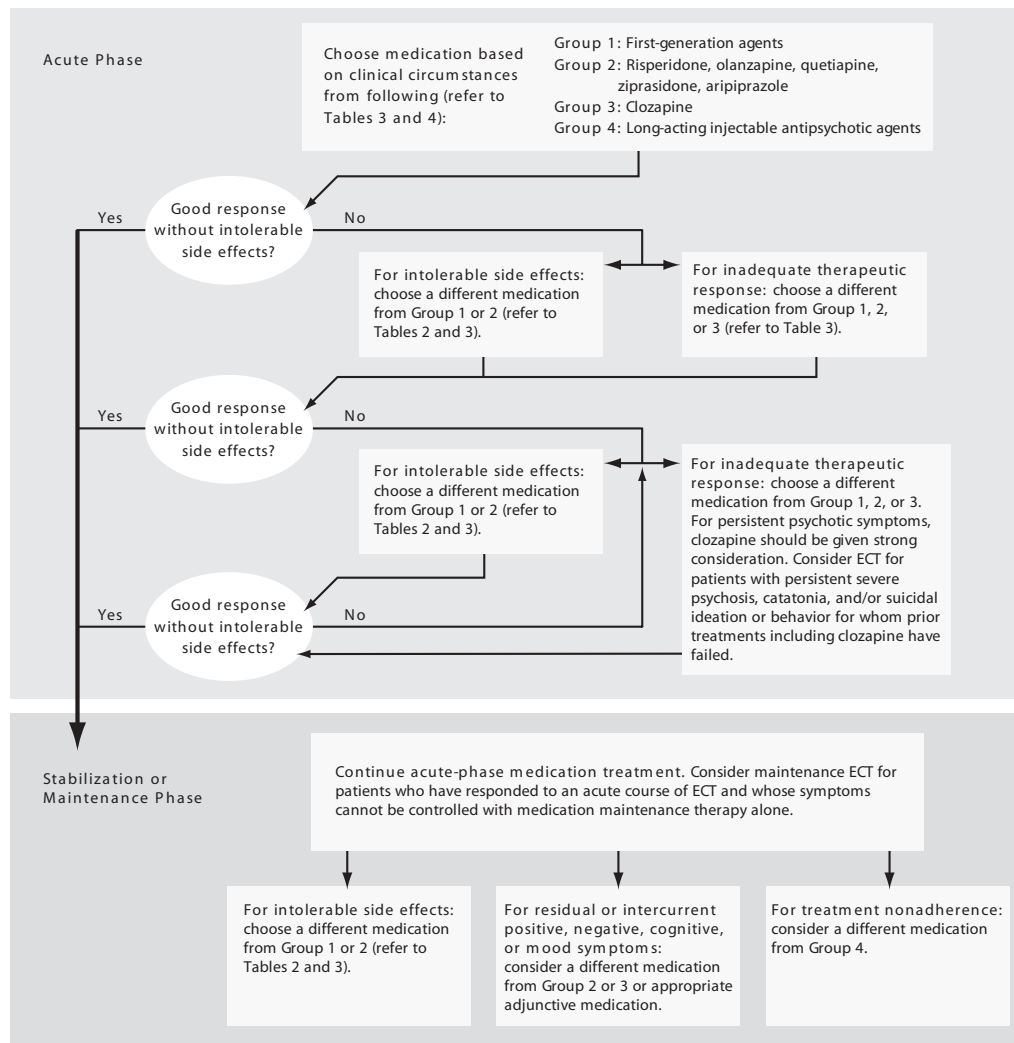 Acute Phase
Choose medication based
on clinical circumstances
from following (refer to
Tables 3 and 4):
Group 1: First-generation agents
Group 2: Risperidone, olanzapine, quetiapine,
ziprasidone, aripiprazole
Group 3: Clozapine
Group 4: Long-acting injectable antipsychotic agents
Yes
Good response
without intolerable
side effects?
No
For intolerable side effects:
choose a different medication
from Group 1 or 2 (refer to
Tables 2 and 3).
For inadequate therapeutic
response: choose a different
medication from Group 1, 2,
or 3 (refer to Table 3).
Yes
Good response
without intolerable
side effects?
No
For intolerable side effects:
choose a different medication
from Group 1 or 2 (refer to
Tables 2 and 3).
For inadequate therapeutic
response: choose a different
medication from Group 1, 2, or 3.
For persistent psychotic symptoms,
clozapine should be given strong
consideration. Consider ECT for
patients with persistent severe
psychosis, catatonia, and/or suicidal
ideation or behavior for whom prior
treatments including clozapine have
failed.
Yes
Good response
without intolerable
side effects?
No
Stabilization or
Maintenance Phase
Continue acute-phase medication treatment. Consider maintenance ECT for
patients who have responded to an acute course of ECT and whose symptoms
cannot be controlled with medication maintenance therapy alone.
For intolerable side effects:
choose a different medication
from Group 1 or 2 (refer to
Tables 2 and 3).
For residual or intercurrent
positive, negative, cognitive,
or mood symptoms:
consider a different medication
from Group 2 or 3 or appropriate
adjunctive medication.
For treatment nonadherence:
consider a different medication
from Group 4.